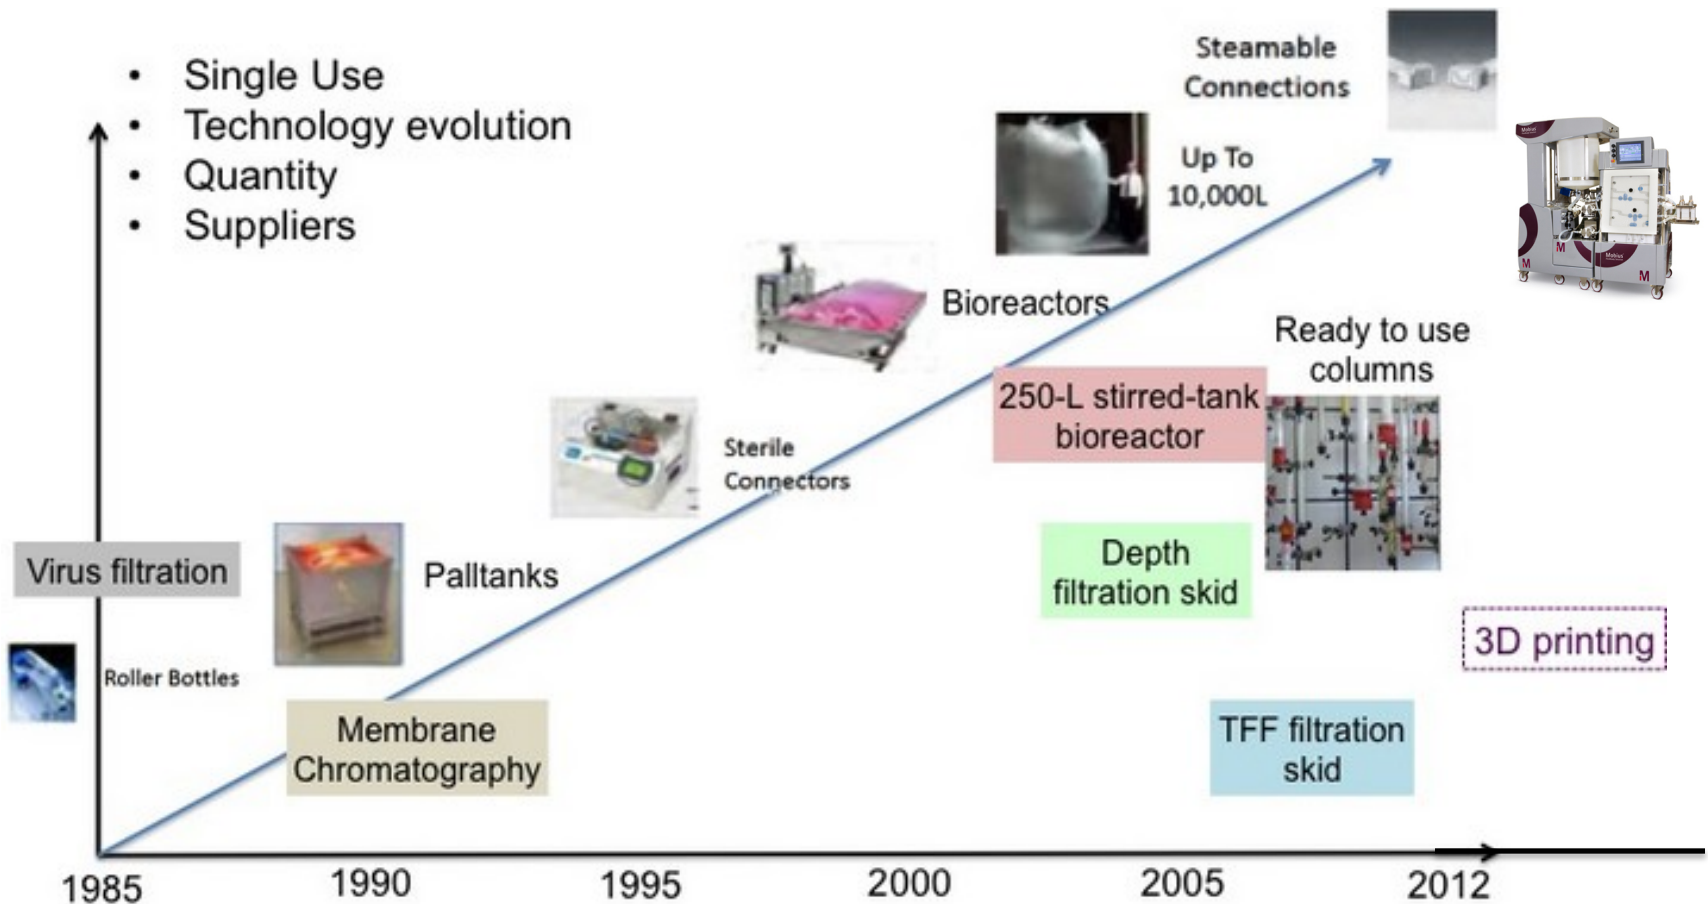 • Single Use
• Technology evolution
• Quantity
• Suppliers
Steamable
Connections
Up To
10,000L
Bioreactors
Ready to use
columns
250-L stirred-tank
bioreactor
Sterile
Connectors
Virus filtration
Palltanks
Depth
filtration skid
3D printing
Roller Bottles
Membrane
Chromatography
TFF filtration
skid
1985
1990
1995
2000
2005
2012
Mobius
Mobius
M
M
M